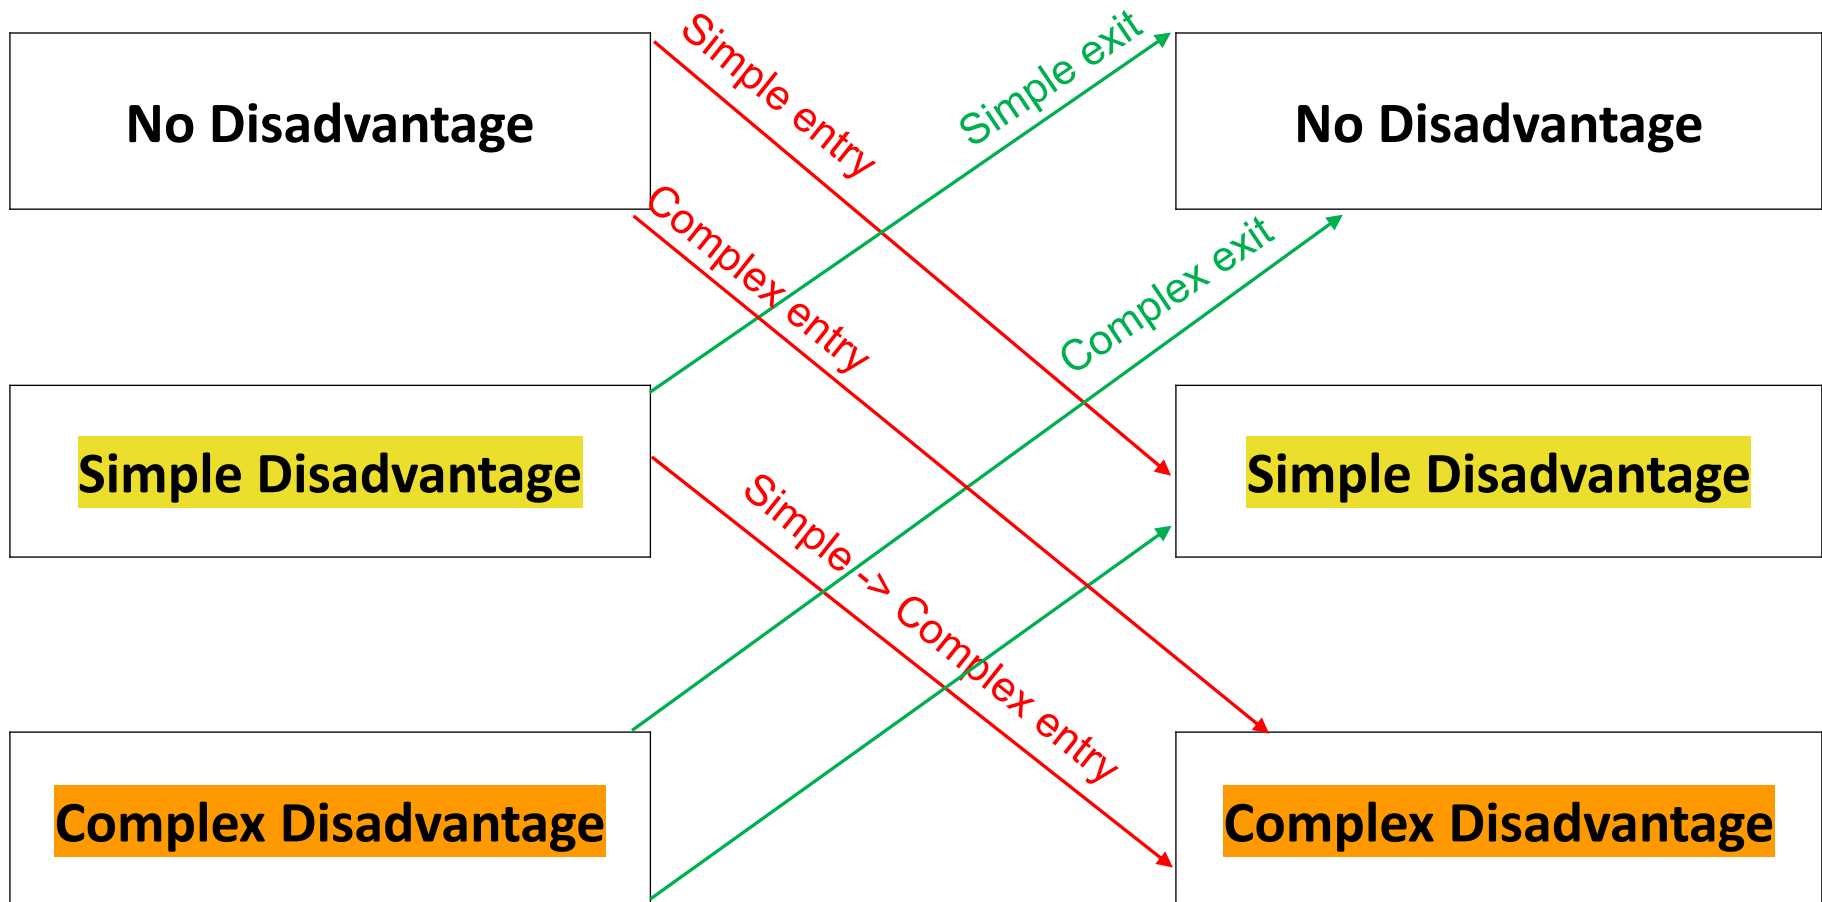 No Disadvantage
Simple entry
Simple exit
No Disadvantage
Complex entry
Complex exit
Simple Disadvantage
Simple Disadvantage
Simple -> Complex entry
Complex Disadvantage
Complex Disadvantage